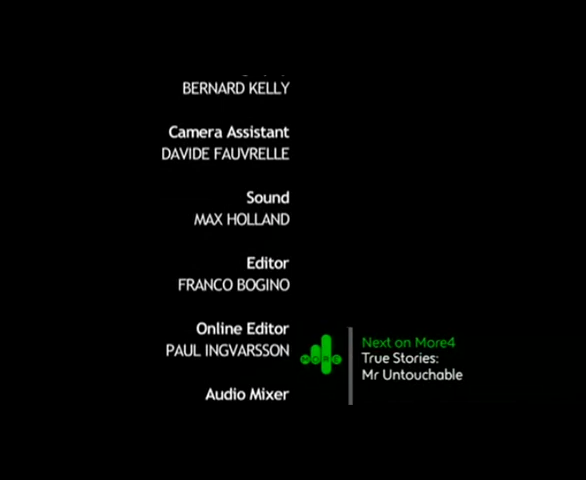 BERNARD KELLY
Camera Assistant
DAVIDE FAUVRELLE
Sound
MAX HOLLAND
Editor
FRANCO BOGINO
Online Editor
PAUL INGVARSSON
Audio Mixer
MORE
Next on More4
True Stories:
Mr Untouchable